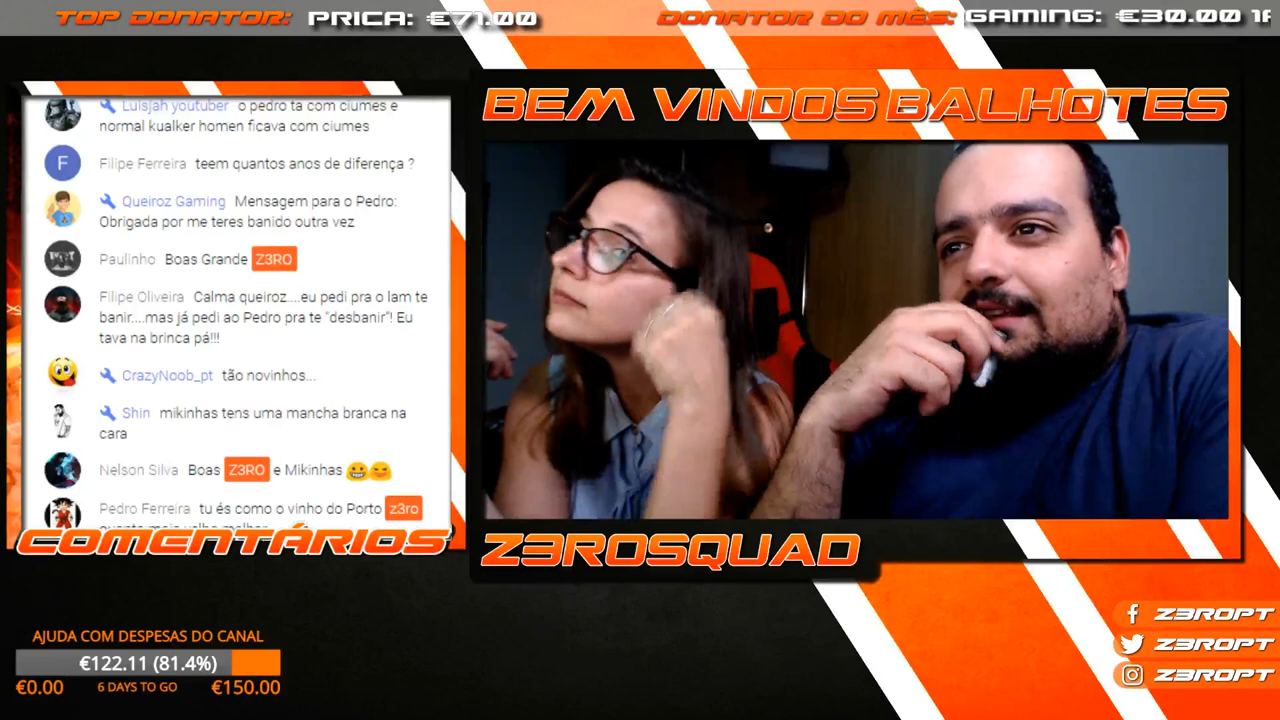 TOP DONATOR: PRICA: €71.00
DONATOR DO MÊS: GAMING: €30.00
BEM VINDOS BALHOTES
Luisjah youtuber o pedro ta com ciumes e
normal kualker homen ficava com ciumes
F Filipe Ferreira teem quantos anos de diferença ?
Queiroz Gaming Mensagem para o Pedro:
Obrigada por me teres banido outra vez
Paulinho Boas Grande Z3RO
Filipe Oliveira Calma queiroz....eu pedi pra o Iam te
banir....mas já pedi ao Pedro pra te "desbanir"! Eu
tava na brinca pá!!!
CrazyNoob_pt tão novinhos...
Shin mikinhas tens uma mancha branca na
cara
Nelson Silva Boas Z3RO e Mikinhas
Pedro Ferreira tu és como o vinho do Porto z3ro
COMENTÁRIOS
Z3ROSQUAD
AJUDA COM DESPESAS DO CANAL
€122.11 (81.4%)
€0.00 6 DAYS TO GO €150.00
Z3ROPT
Z3ROPT
Z3ROPT